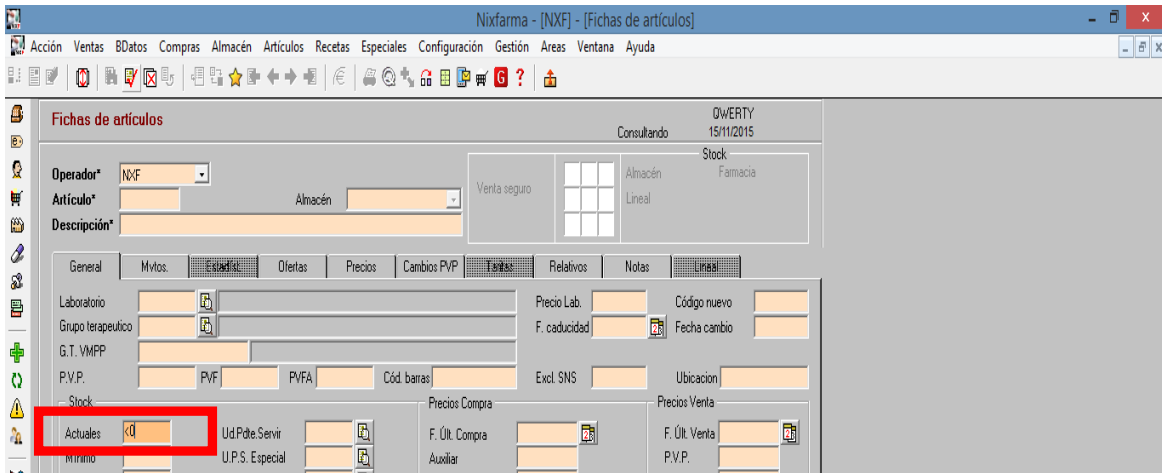 Nixfarma - [NXF] - [Fichas de artículos]
Acción Ventas BDatos Compras Almacén Artículos Recetas Especiales Configuración Gestión Areas Ventana Ayuda
Fichas de artículos
QWERTY
Consultando 15/11/2015
Stock
Operador* NXF
Venta seguro
Almacén Farmacia
Artículo* Almacén
Lineal
Descripción*
General Mvtos. Estadíst. Ofertas Precios Cambios PVP Tarifas Relativos Notas Lineal
Laboratorio Precio Lab. Código nuevo
Grupo terapeutico F. caducidad Fecha cambio
G.T. VMPP
P.V.P. PVF PVFA Cód. barras Excl. SNS Ubicacion
Stock Precios Compra Precios Venta
Actuales <0 Ud.Pdte.Servir F. Últ. Compra F. Últ. Venta
Mínimo U.P.S. Especial Auxiliar P.V.P.